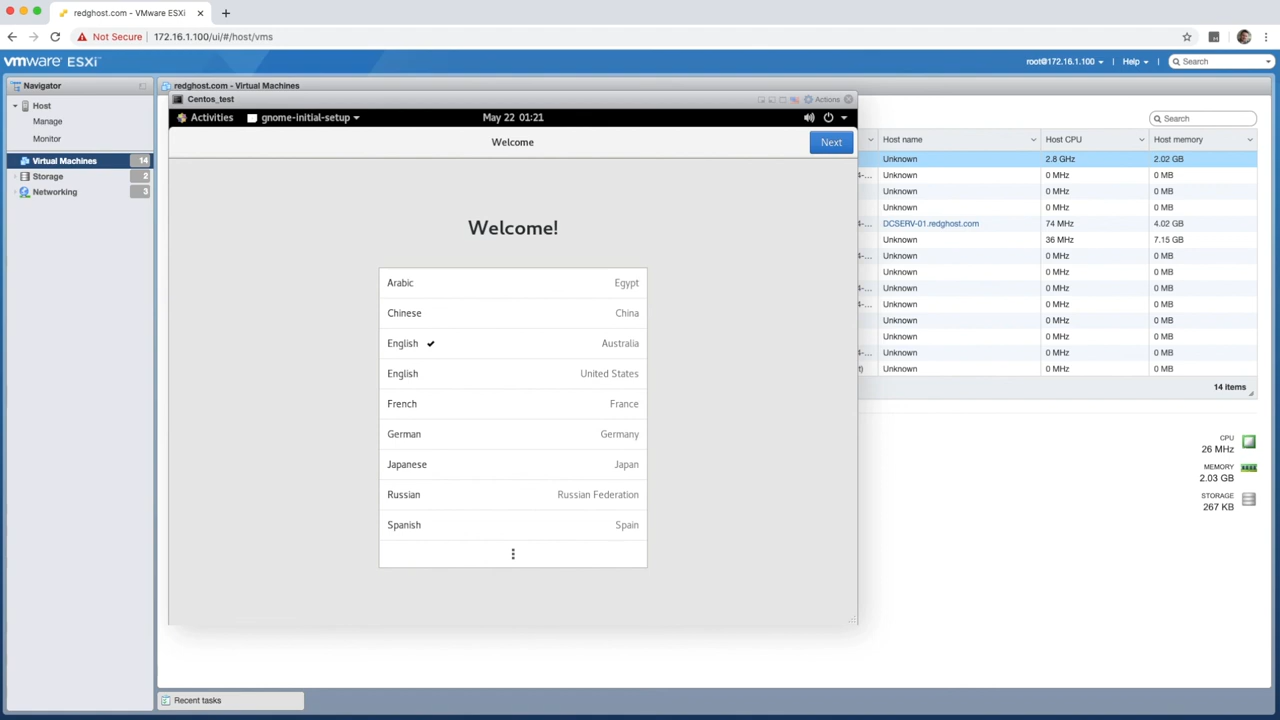 redghost.com - VMware ESXi
Not Secure 172.16.1.100/ui/#/host/vms
vmware ESXi
root@172.16.1.100 | Help | Search
Navigator
Host
Manage
Monitor
Virtual Machines 14
Storage 2
Networking 3
redghost.com - Virtual Machines
Centos_test
Actions
Activities gnome-initial-setup May 22 01:21
Welcome
Next
Welcome!
Arabic Egypt
Chinese China
English ✔ Australia
English United States
French France
German Germany
Japanese Japan
Russian Russian Federation
Spanish Spain
Search
Host name Host CPU Host memory
Unknown 2.8 GHz 2.02 GB
4-... Unknown 0 MHz 0 MB
Unknown 0 MHz 0 MB
Unknown 0 MHz 0 MB
DCSERV-01.redghost.com 74 MHz 4.02 GB
Unknown 36 MHz 7.15 GB
4-... Unknown 0 MHz 0 MB
Unknown 0 MHz 0 MB
4-... Unknown 0 MHz 0 MB
4-... Unknown 0 MHz 0 MB
Unknown 0 MHz 0 MB
Unknown 0 MHz 0 MB
4-... Unknown 0 MHz 0 MB
t) Unknown 0 MHz 0 MB
14 items
CPU
26 MHz
MEMORY
2.03 GB
STORAGE
267 KB
Recent tasks